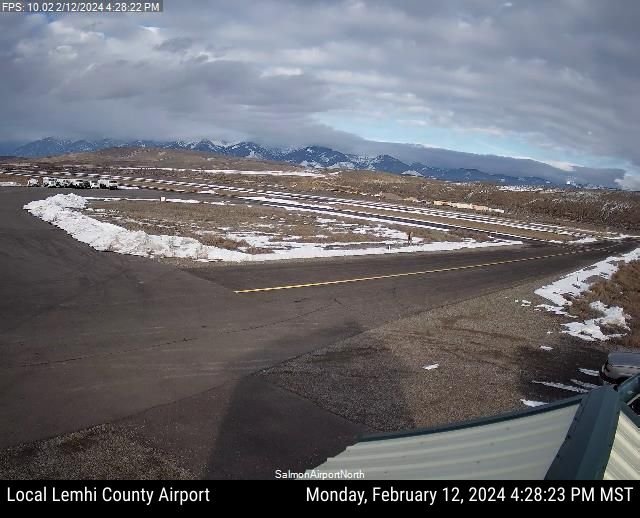 FPS: 10.02 2/12/2024 4:28:22 PM
SalmonAirportNorth
Local Lemhi County Airport Monday, February 12, 2024 4:28:23 PM MST